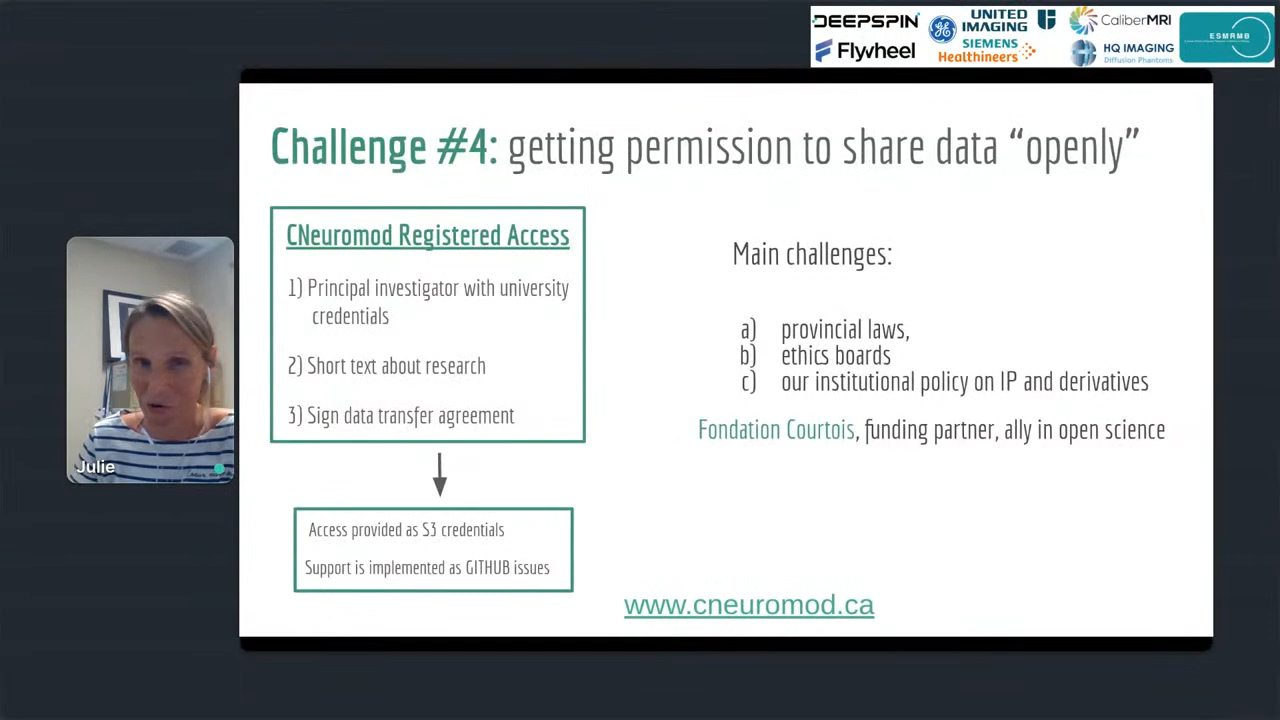 DEEPSPIN
UNITED
IMAGING
CaliberMRI
ESMRMB
Flywheel
SIEMENS
Healthineers
HQ IMAGING
Diffusion Phantoms
Challenge #4: getting permission to share data “openly”
CNeuromod Registered Access
1) Principal investigator with university
credentials
2) Short text about research
3) Sign data transfer agreement
Access provided as S3 credentials
Support is implemented as GITHUB issues
Main challenges:
a) provincial laws,
b) ethics boards
c) our institutional policy on IP and derivatives
Fondation Courtois, funding partner, ally in open science
www.cneuromod.ca
Julie